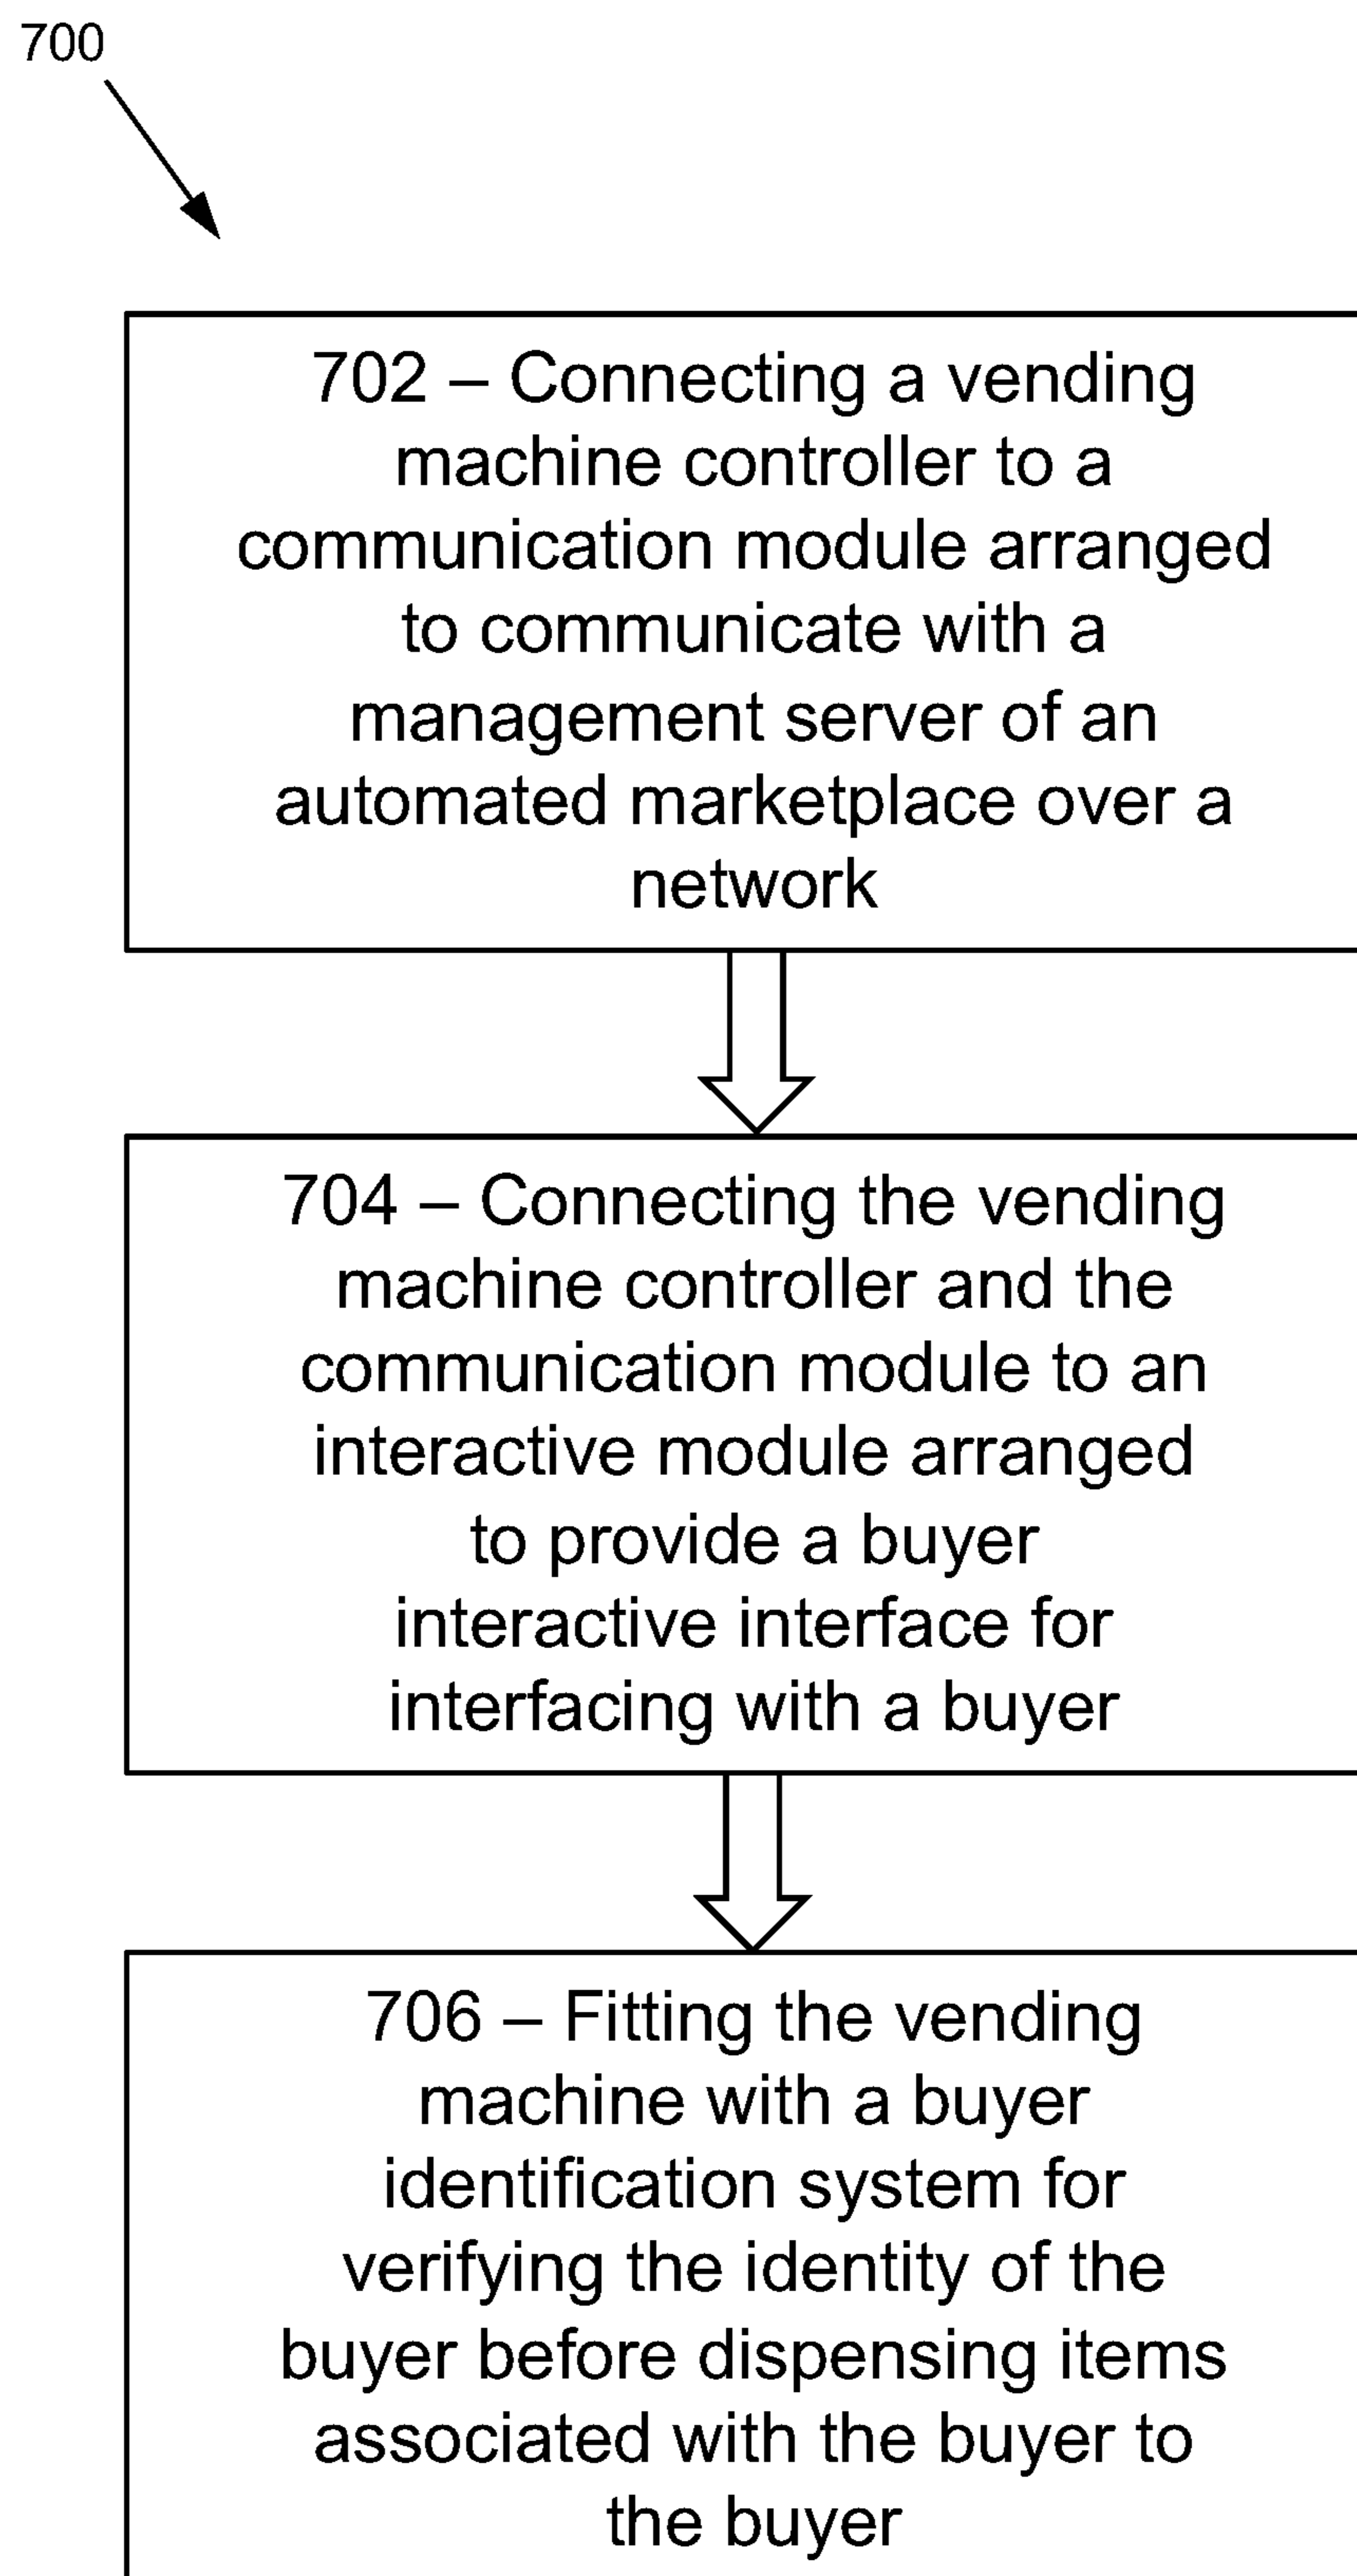 700
702 – Connecting a vending
machine controller to a
communication module arranged
to communicate with a
management server of an
automated marketplace over a
network
704 – Connecting the vending
machine controller and the
communication module to an
interactive module arranged
to provide a buyer
interactive interface for
interfacing with a buyer
706 – Fitting the vending
machine with a buyer
identification system for
verifying the identity of the
buyer before dispensing items
associated with the buyer to
the buyer